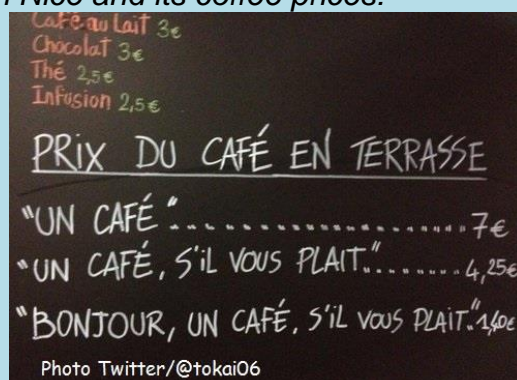 Nice and its coffee prices.
Café au Lait 3€
Chocolat 3€
Thé 2,5€
Infusion 2,5€
PRIX DU CAFÉ EN TERRASSE
"UN CAFÉ"......................7€
"UN CAFÉ, S'IL VOUS PLAIT"..........4,25€
"BONJOUR, UN CAFÉ, S'IL VOUS PLAIT."1,40€
Photo Twitter/@tokai06